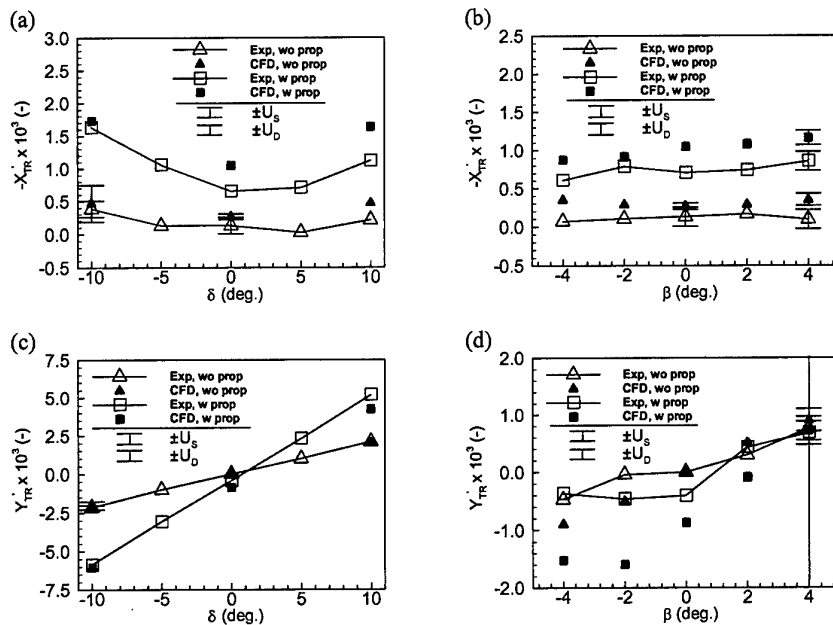 (a)
-X'TR x 10³ (-)
2.5
2.0
1.5
1.0
0.5
0.0
-0.5
Exp, wo prop
CFD, wo prop
Exp, w prop
CFD, w prop
±US
±UD
-10 -5 0 5 10
δ (deg.)
(b)
-X'TR x 10³ (-)
2.5
2.0
1.5
1.0
0.5
0.0
-0.5
Exp, wo prop
CFD, wo prop
Exp, w prop
CFD, w prop
±US
±UD
-4 -2 0 2 4
β (deg.)
(c)
Y'TR x 10³ (-)
7.5
5.0
2.5
0.0
-2.5
-5.0
-7.5
Exp, wo prop
CFD, wo prop
Exp, w prop
CFD, w prop
±US
±UD
-10 -5 0 5 10
δ (deg.)
(d)
Y'TR x 10³ (-)
2.0
1.0
0.0
-1.0
-2.0
Exp, wo prop
CFD, wo prop
Exp, w prop
CFD, w prop
±US
±UD
-4 -2 0 2 4
β (deg.)